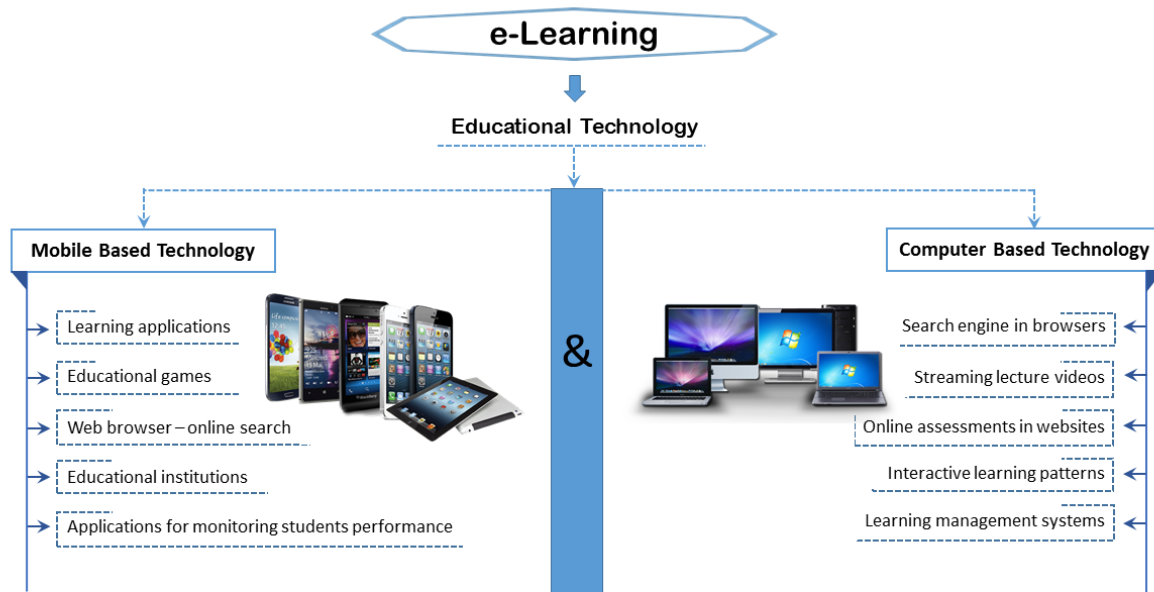 e-Learning
Educational Technology
Mobile Based Technology
Learning applications
Educational games
Web browser – online search
Educational institutions
Applications for monitoring students performance
&
Computer Based Technology
Search engine in browsers
Streaming lecture videos
Online assessments in websites
Interactive learning patterns
Learning management systems